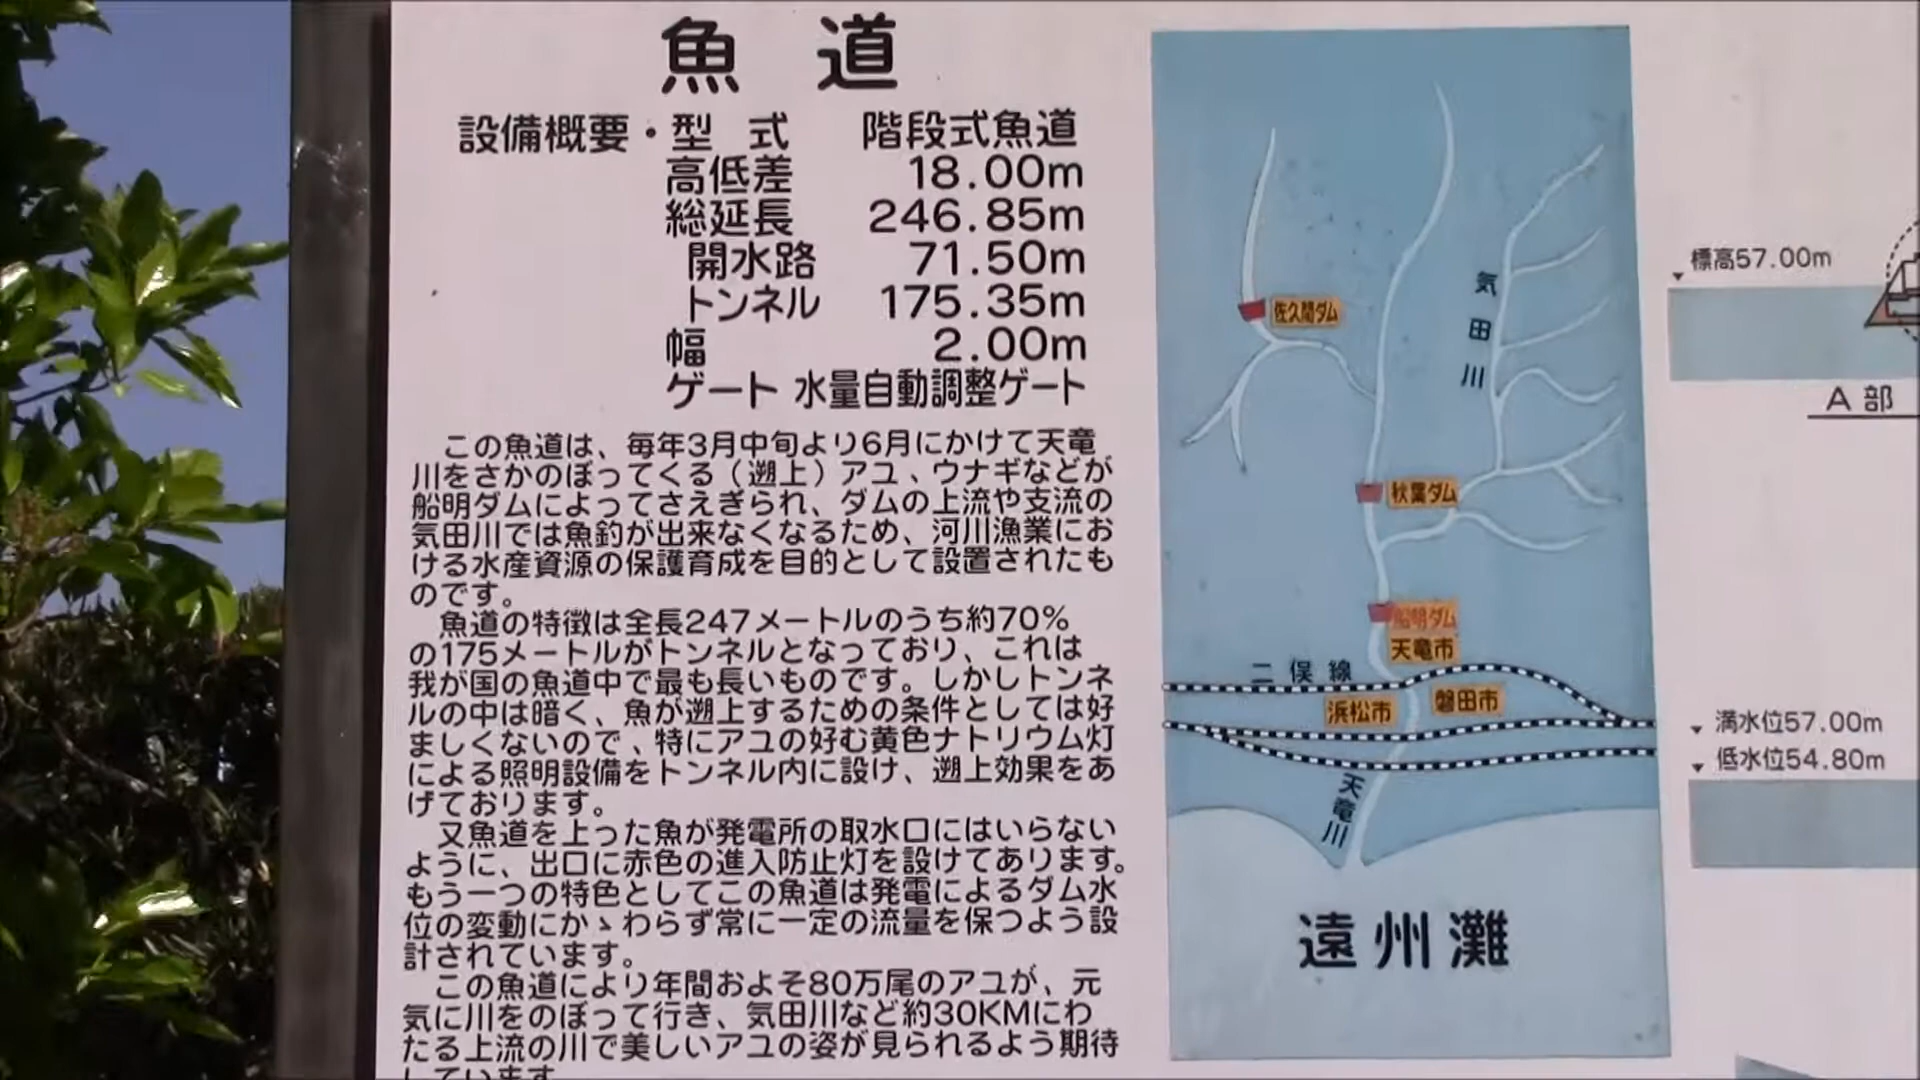 魚道
設備概要・型式 階段式魚道
高低差 18.00m
総延長 246.85m
開水路 71.50m
トンネル 175.35m
幅 2.00m
ゲート 水量自動調整ゲート
この魚道は、毎年3月中旬より6月にかけて天竜
川をさかのぼってくる（遡上）アユ、ウナギなどが
船明ダムによってさえぎられ、ダムの上流や支流の
気田川では魚釣が出来なくなるため、河川漁業にお
ける水産資源の保護育成を目的として設置されたも
のです。
魚道の特徴は全長247メートルのうち約70%
の175メートルがトンネルとなっており、これは
我が国の魚道中で最も長いものです。しかしトンネ
ルの中は暗く、魚が遡上するための条件としては好
ましくないので、特にアユの好む黄色ナトリウム灯
による照明設備をトンネル内に設け、遡上効果をあ
げております。
又魚道を上った魚が発電所の取水口にはいらない
ように、出口に赤色の進入防止灯を設けてあります。
もう一つの特色としてこの魚道は発電によるダム水
位の変動にかゝわらず常に一定の流量を保つよう設
計されています。
この魚道により年間およそ80万尾のアユが、元
気に川をのぼって行き、気田川など約30KMにわ
たる上流の川で美しいアユの姿が見られるよう期待
しています
気田川
佐久間ダム
秋葉ダム
船明ダム
天竜市
二俣線
浜松市
磐田市
天竜川
遠州灘
標高57.00m
A部
満水位57.00m
低水位54.80m